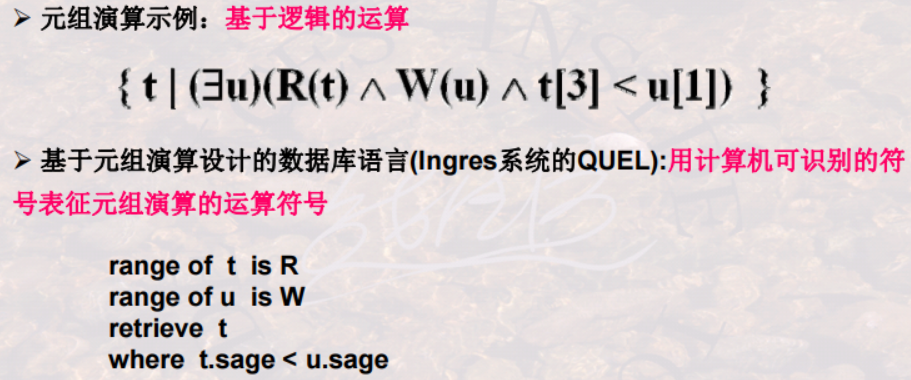 ➢ 元组演算示例：基于逻辑的运算
{ t | (∃u)(R(t) ∧ W(u) ∧ t[3] < u[1]) }
➢ 基于元组演算设计的数据库语言(Ingres系统的QUEL):用计算机可识别的符
号表征元组演算的运算符号
range of t is R
range of u is W
retrieve t
where t.sage < u.sage